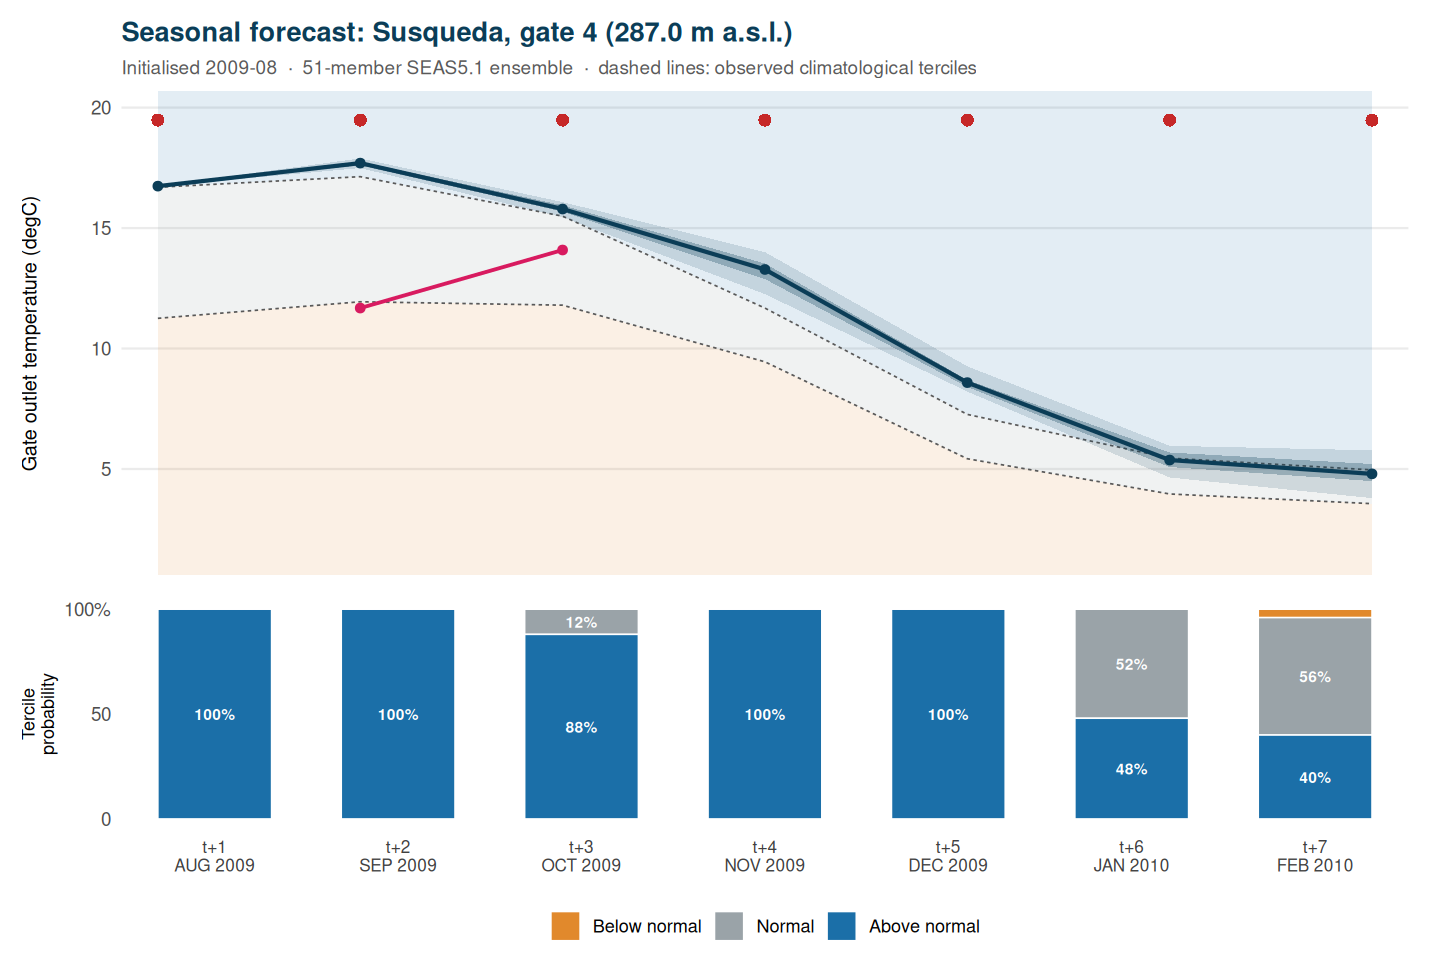 Seasonal forecast: Susqueda, gate 4 (287.0 m a.s.l.)
Initialised 2009-08 · 51-member SEAS5.1 ensemble · dashed lines: observed climatological terciles
Gate outlet temperature (degC)
20
15
10
5
Tercile
probability
100%
50
0
100%
100%
12%
88%
100%
100%
52%
48%
56%
40%
t+1
AUG 2009
t+2
SEP 2009
t+3
OCT 2009
t+4
NOV 2009
t+5
DEC 2009
t+6
JAN 2010
t+7
FEB 2010
Below normal
Normal
Above normal